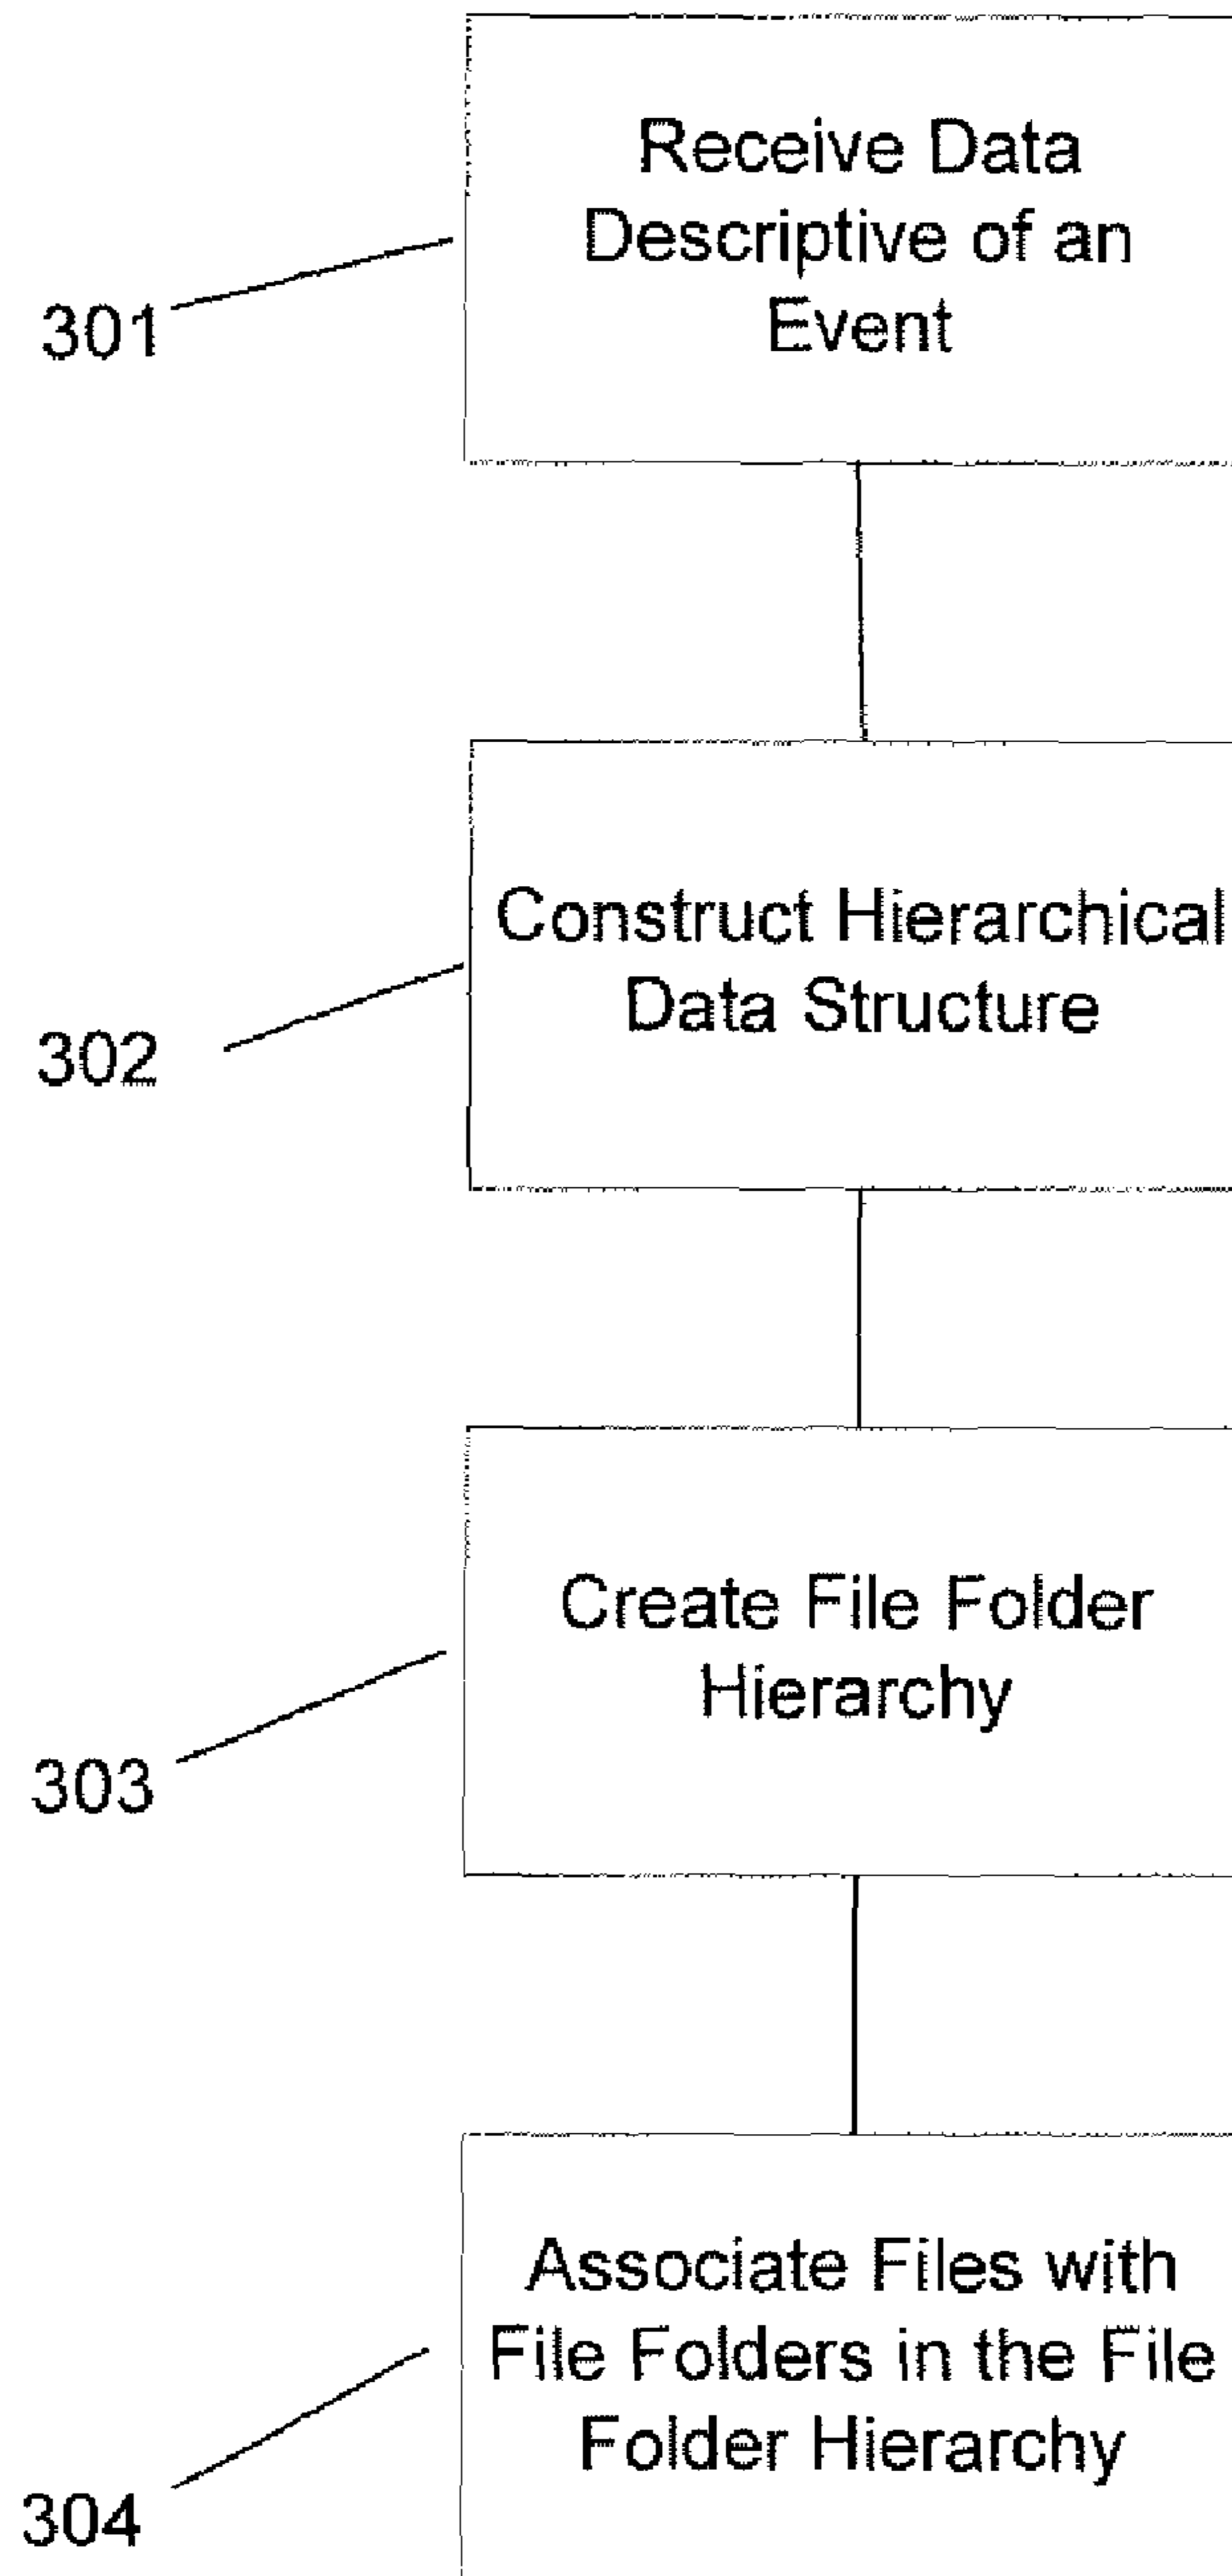 Receive Data
Descriptive of an
Event
301
Construct Hierarchical
Data Structure
302
Create File Folder
Hierarchy
303
Associate Files with
File Folders in the File
Folder Hierarchy
304